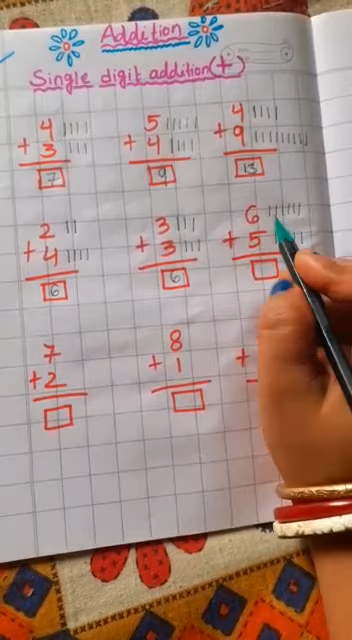 Addition
Single digit addition(+)
4 5 4
+ 3 + 4 + 9
7 9 13
2 3 6
+ 4 + 3 + 5
6 6
7 8
+ 2 + 1 +